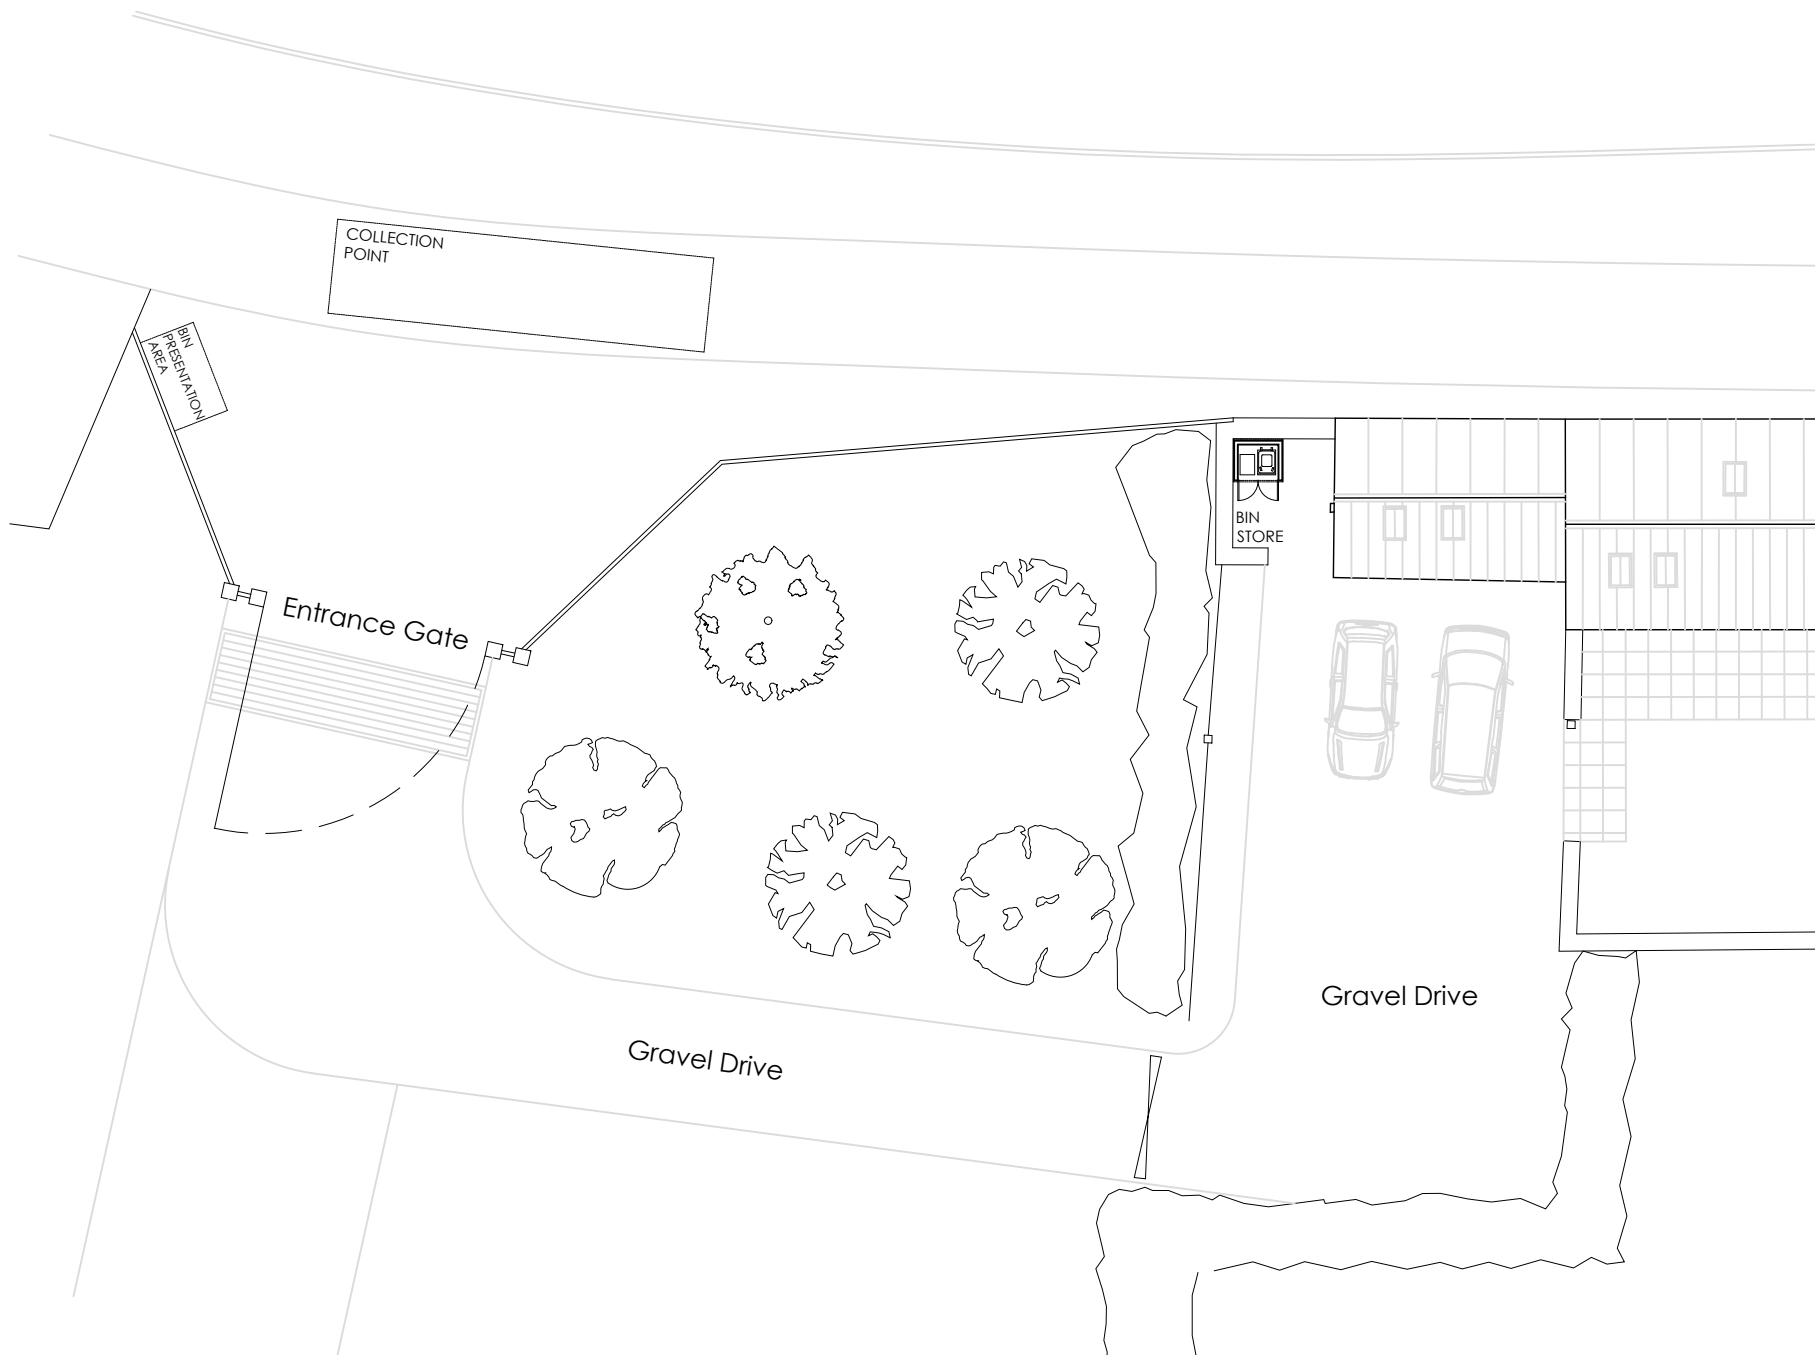 COLLECTION
POINT
BIN
PRESENTATION
AREA
BIN
STORE
Entrance Gate
Gravel Drive
Gravel Drive